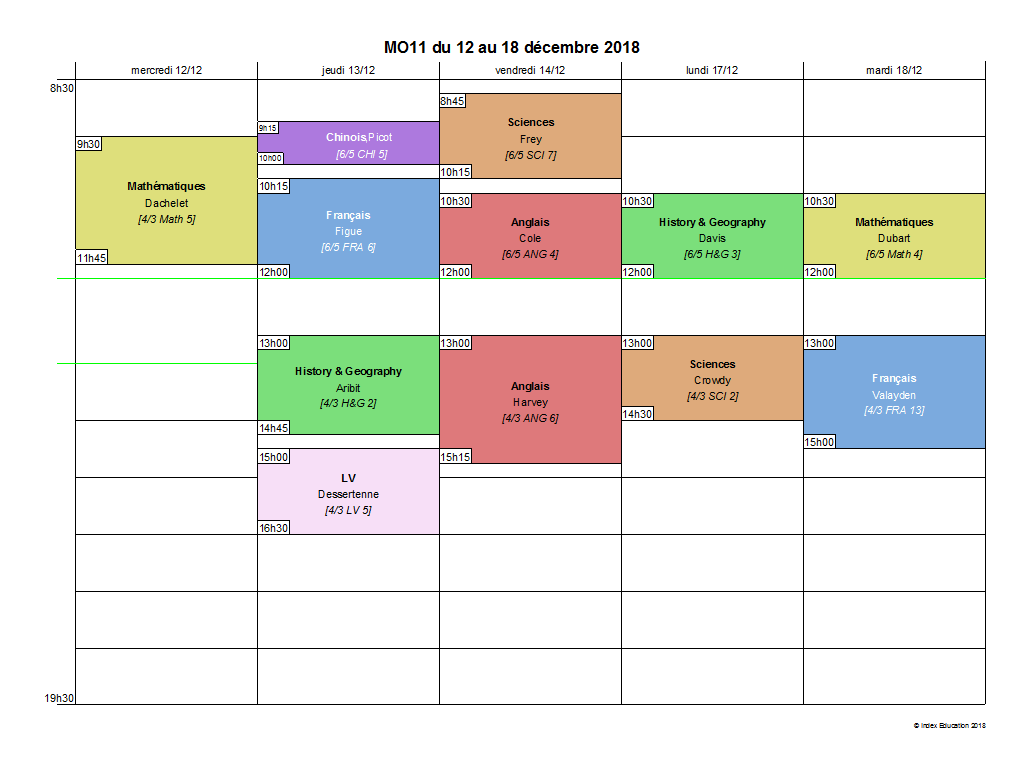 MO11 du 12 au 18 décembre 2018
mercredi 12/12
jeudi 13/12
vendredi 14/12
lundi 17/12
mardi 18/12
8h30
9h30
Mathématiques
Dachelet
[4/3 Math 5]
11h45
9h15
Chinois,Picot
[6/5 CHI 5]
10h00
10h15
Français
Figue
[6/5 FRA 6]
12h00
13h00
History & Geography
Aribit
[4/3 H&G 2]
14h45
15h00
LV
Dessertenne
[4/3 LV 5]
16h30
8h45
Sciences
Frey
[6/5 SCI 7]
10h15
10h30
Anglais
Cole
[6/5 ANG 4]
12h00
13h00
Anglais
Harvey
[4/3 ANG 6]
15h15
10h30
History & Geography
Davis
[6/5 H&G 3]
12h00
13h00
Sciences
Crowdy
[4/3 SCI 2]
14h30
10h30
Mathématiques
Dubart
[6/5 Math 4]
12h00
13h00
Français
Valayden
[4/3 FRA 13]
15h00
19h30
© Index Education 2018